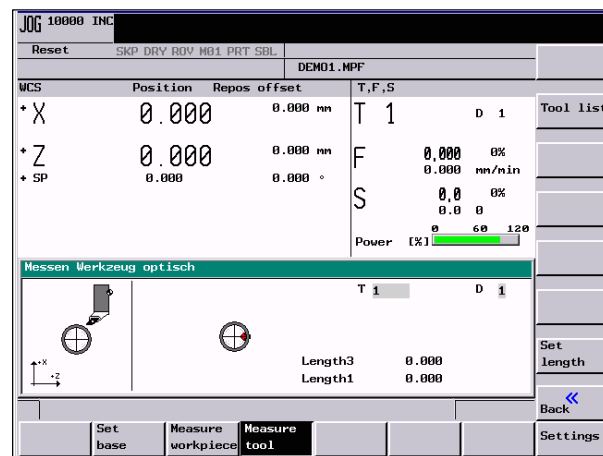 JOG 10000 INC
Reset SKP DRY ROV M01 PRT SBL
DEMO1.MPF
WCS Position Repos offset T,F,S
+ X 0.000 0.000 mm T 1 D 1
Tool list
+ Z 0.000 0.000 mm F 0,000 0%
0.000 mm/min
+ SP 0.000 0.000 °
S 0,0 0%
0.0 0
0 60 120
Power [%]
Messen Werkzeug optisch
T 1 D 1
+X
+Z
Length3 0.000
Length1 0.000
Set length
« Back
Set base
Measure workpiece
Measure tool
Settings